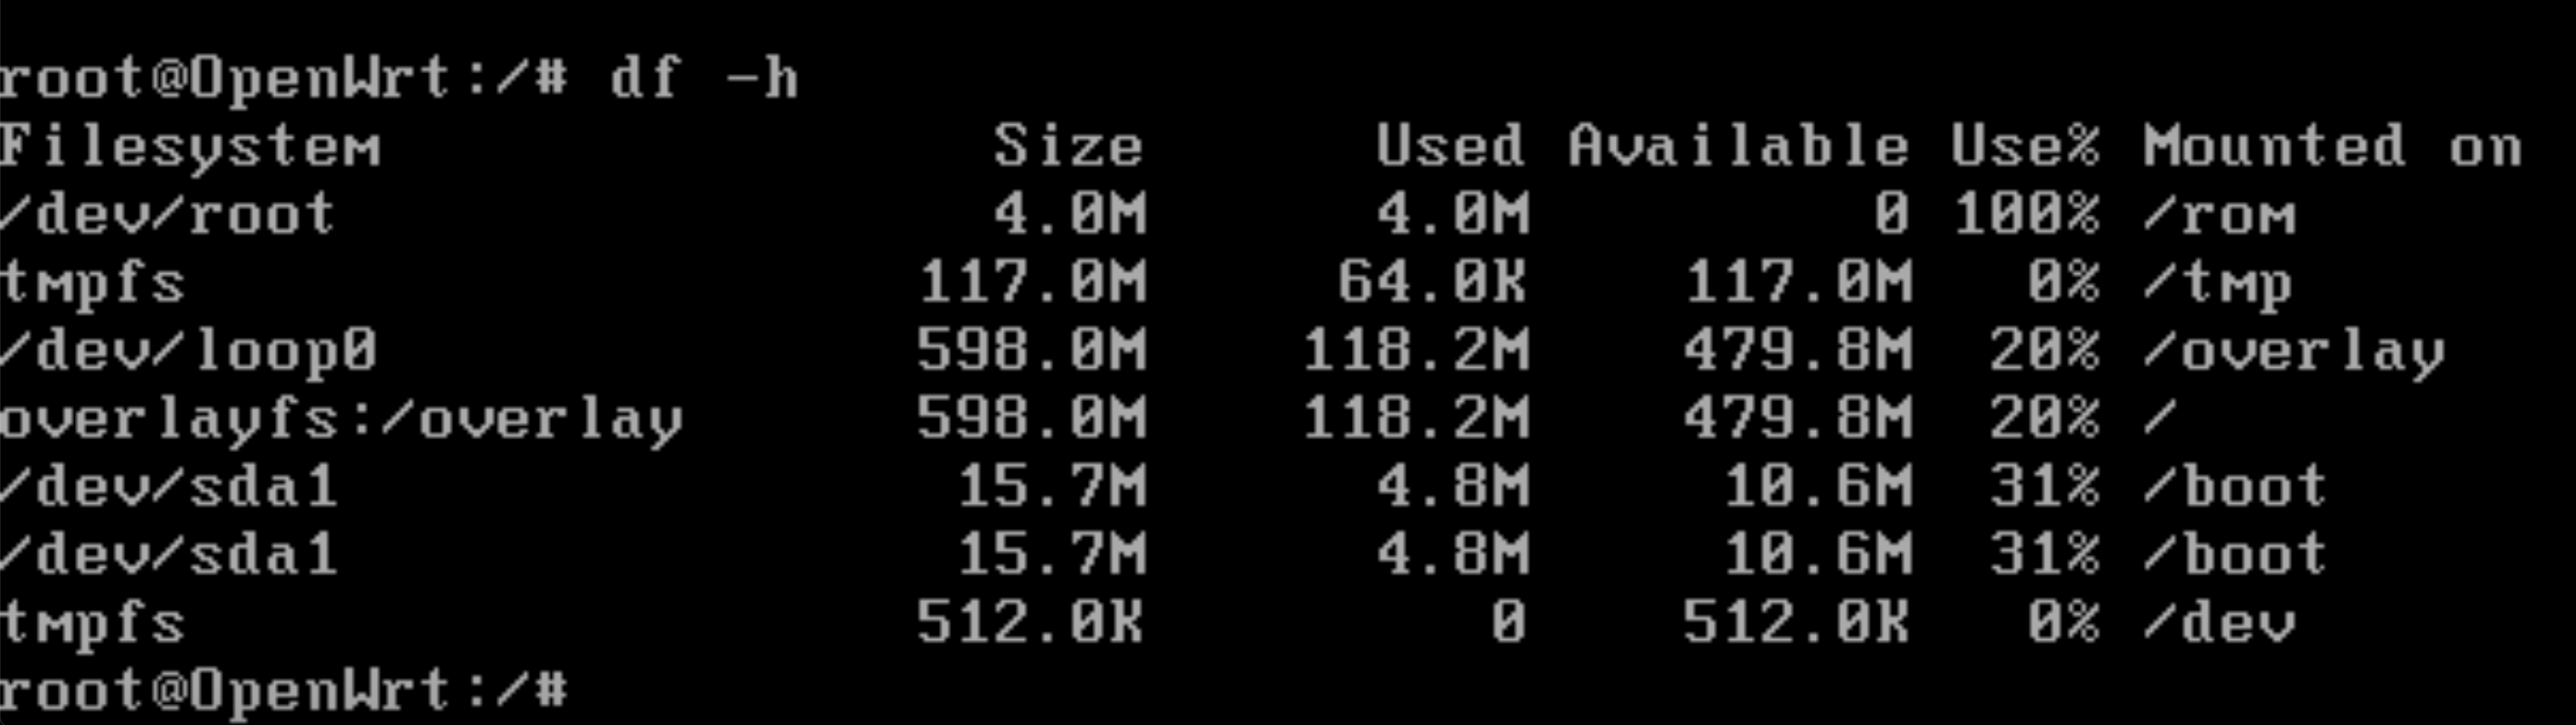 root@OpenWrt:/# df -h
Filesystem                Size      Used Available Use% Mounted on
/dev/root                 4.0M      4.0M         0 100% /rom
tmpfs                   117.0M     64.0K    117.0M   0% /tmp
/dev/loop0              598.0M    118.2M    479.8M  20% /overlay
overlayfs:/overlay      598.0M    118.2M    479.8M  20% /
/dev/sda1                15.7M      4.8M     10.6M  31% /boot
/dev/sda1                15.7M      4.8M     10.6M  31% /boot
tmpfs                   512.0K         0    512.0K   0% /dev
root@OpenWrt:/#